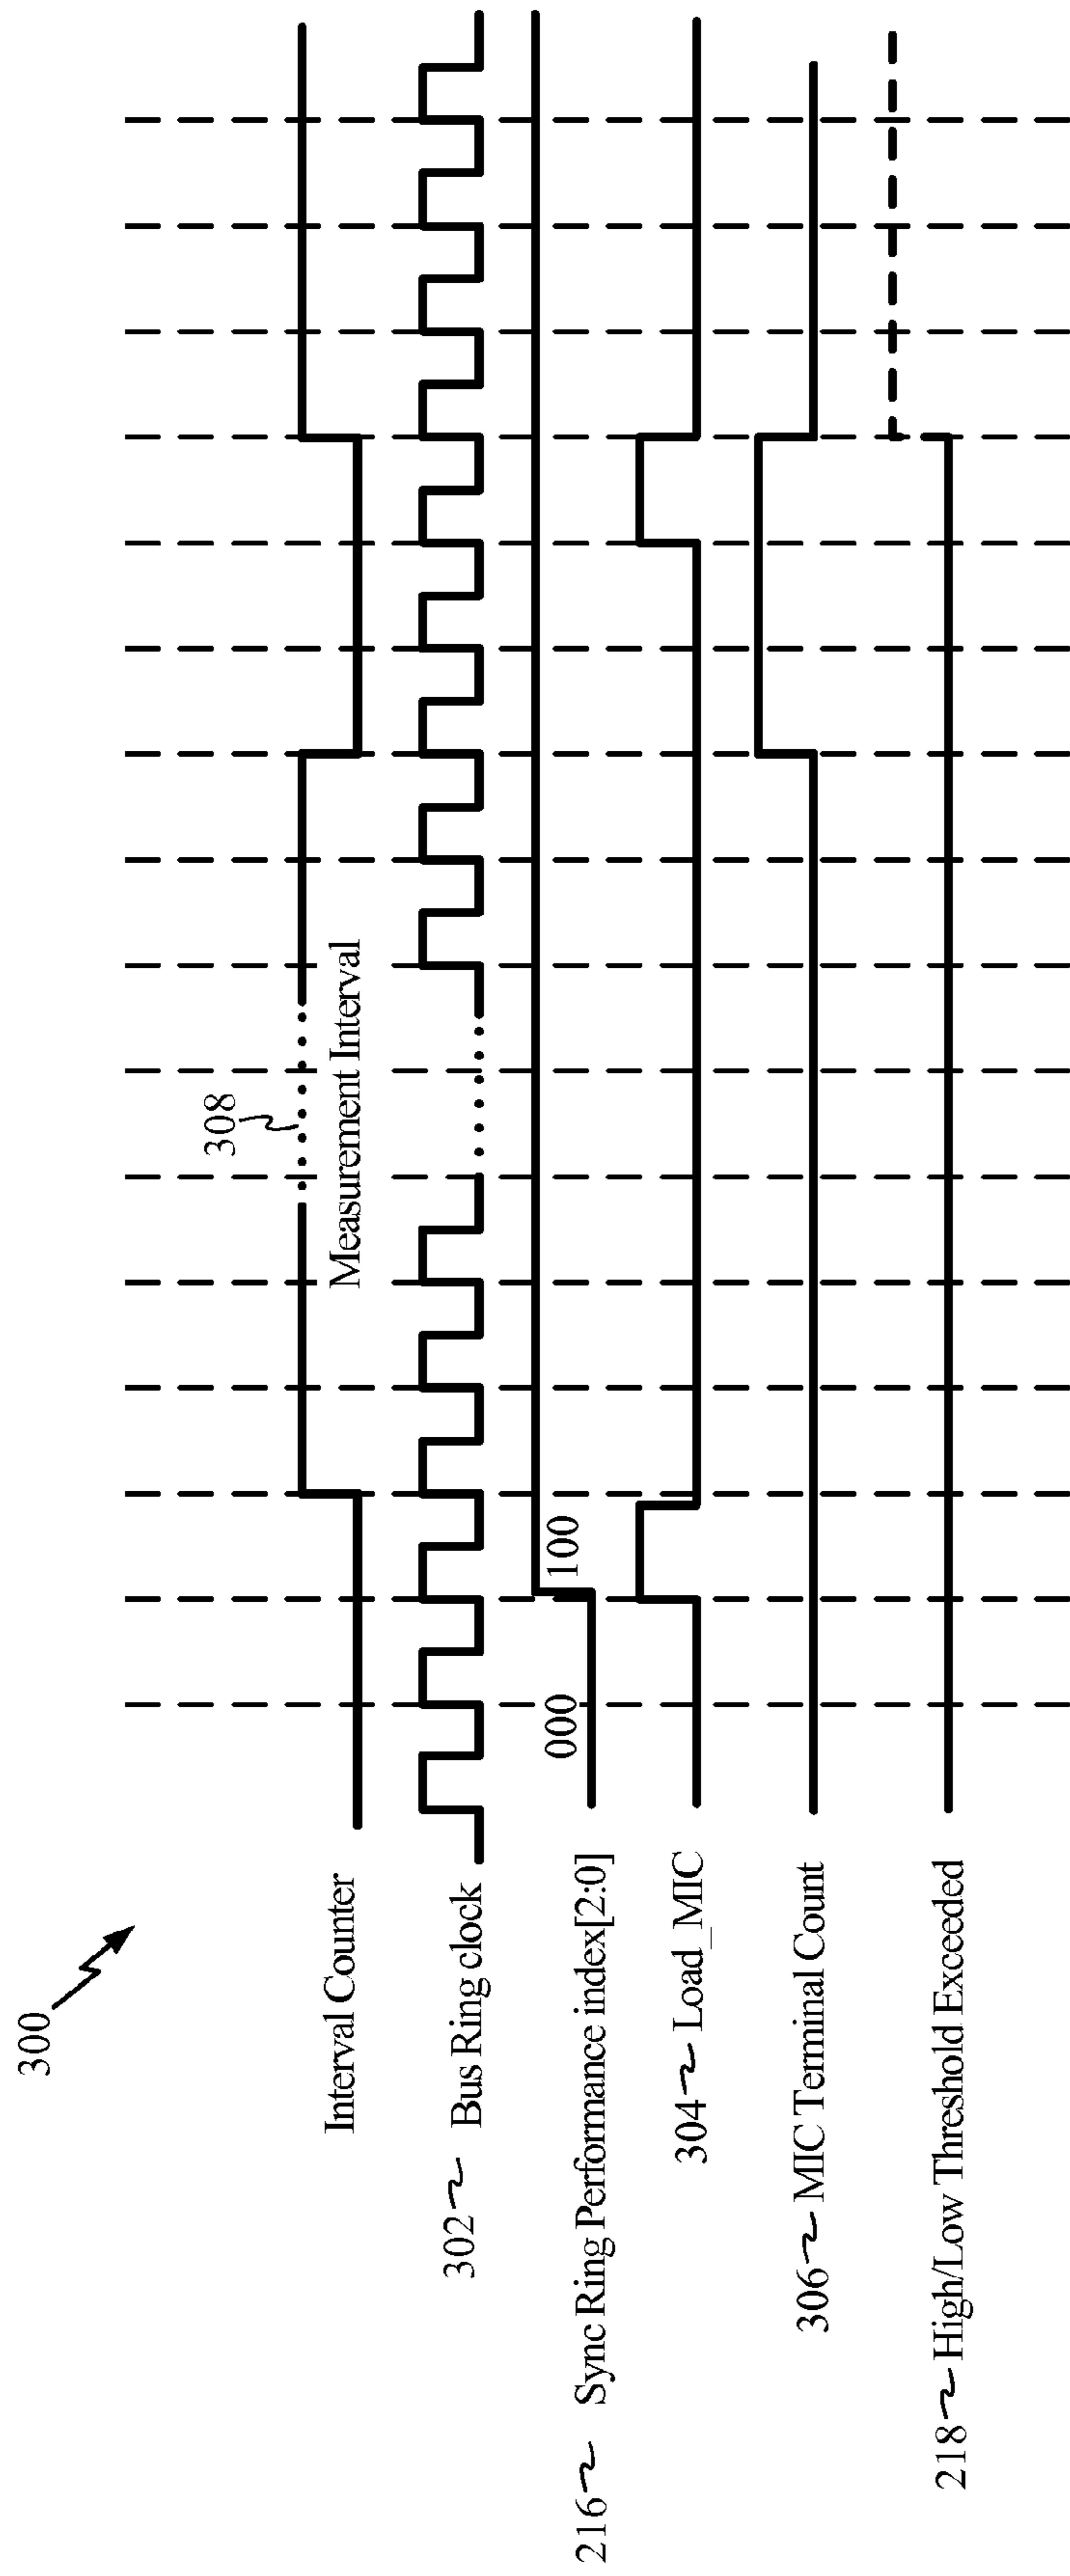 300
308
Interval Counter
Measurement Interval
302 Bus Ring clock
216 Sync Ring Performance index[2:0]
000
100
304 Load_MIC
306 MIC Terminal Count
218 High/Low Threshold Exceeded